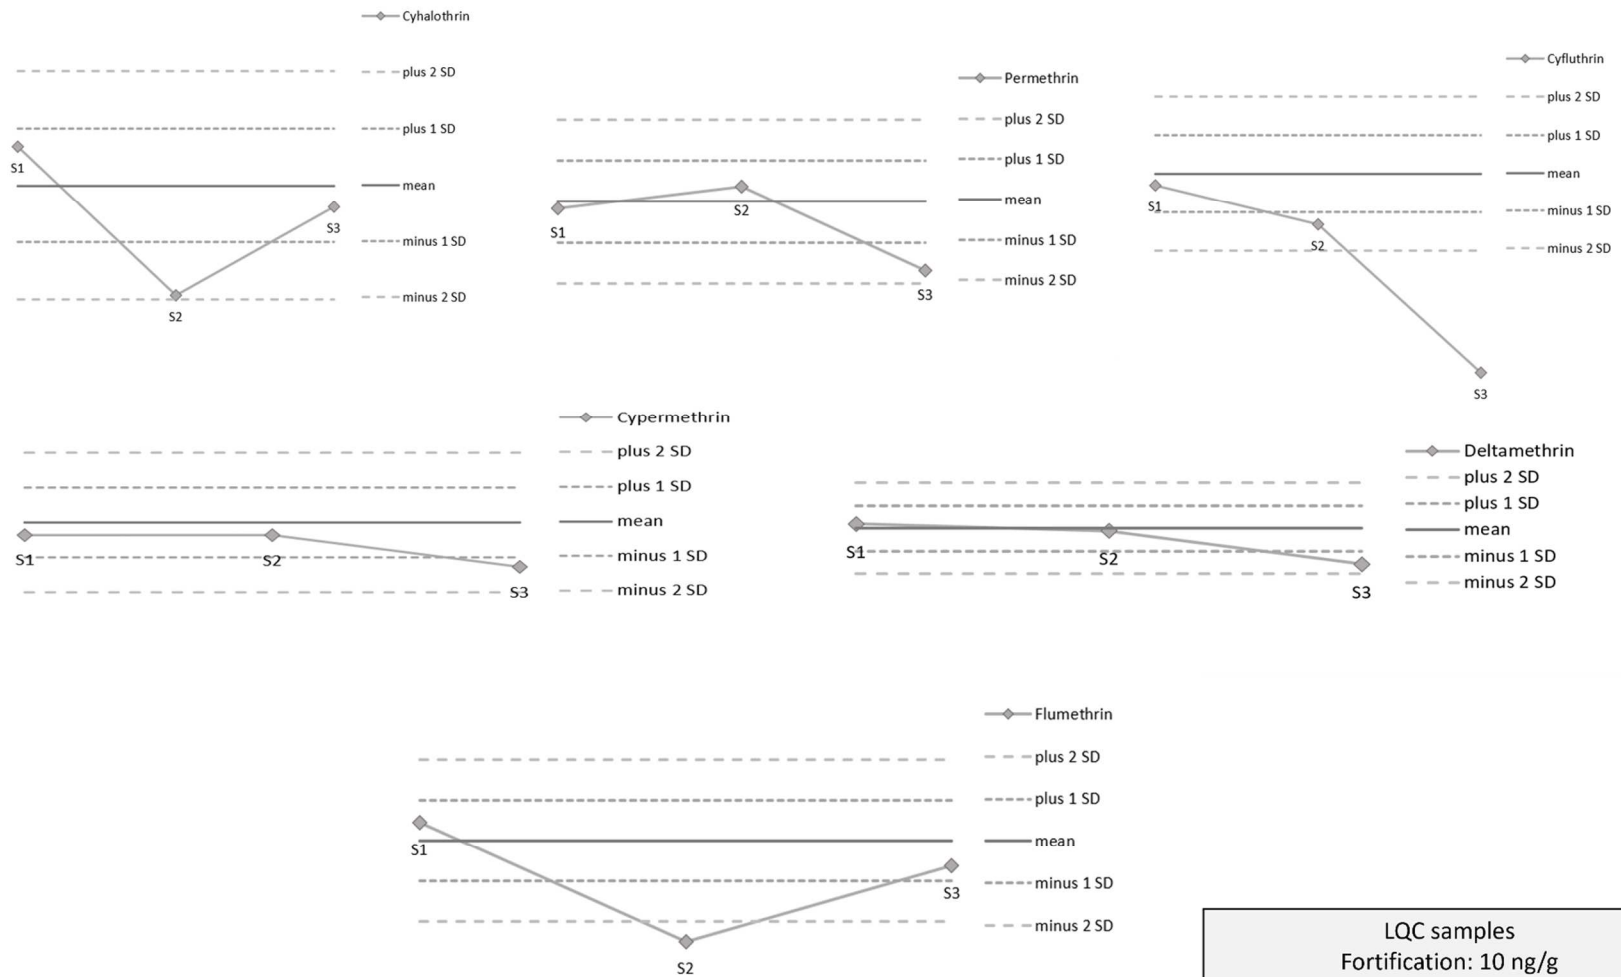 Cyhalothrin
plus 2 SD
plus 1 SD
S1
mean
S3
minus 1 SD
minus 2 SD
S2
Permethrin
plus 2 SD
plus 1 SD
mean
S2
S1
minus 1 SD
minus 2 SD
S3
Cyfluthrin
plus 2 SD
plus 1 SD
mean
S1
minus 1 SD
S2
minus 2 SD
S3
Cypermethrin
plus 2 SD
plus 1 SD
mean
minus 1 SD
S1
S2
minus 2 SD
S3
Deltamethrin
plus 2 SD
plus 1 SD
mean
S1
minus 1 SD
S2
minus 2 SD
S3
Flumethrin
plus 2 SD
plus 1 SD
mean
S1
minus 1 SD
S3
minus 2 SD
S2
LQC samples
Fortification: 10 ng/g